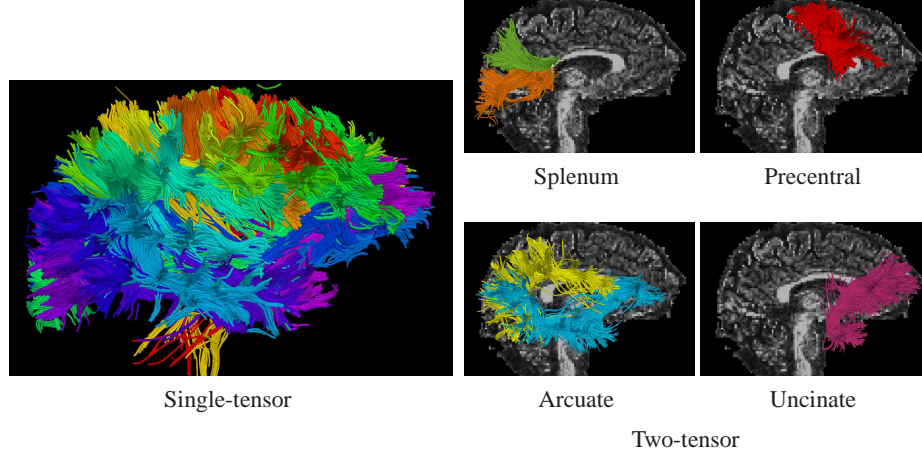 Splenum
Precentral
Single-tensor
Arcuate
Uncinate
Two-tensor